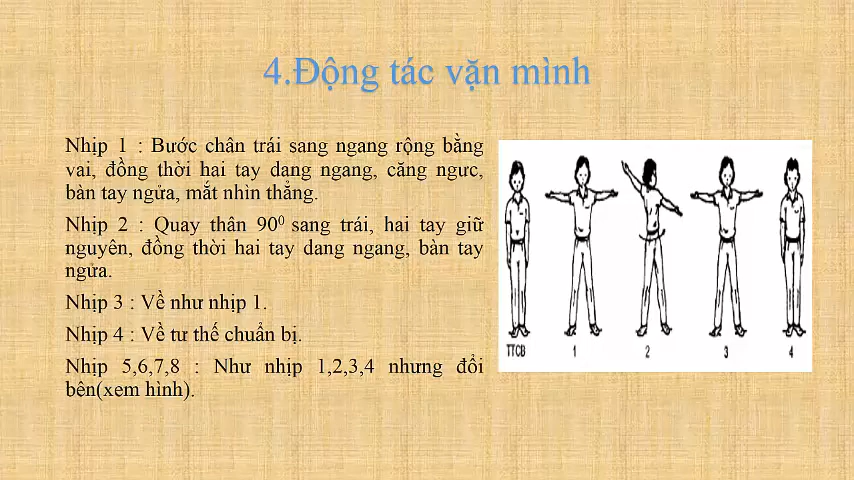 4.Động tác vặn mình
Nhịp 1 : Bước chân trái sang ngang rộng bằng
vai, đồng thời hai tay dang ngang, căng ngưc,
bàn tay ngửa, mắt nhìn thẳng.
Nhịp 2 : Quay thân 90⁰ sang trái, hai tay giữ
nguyên, đồng thời hai tay dang ngang, bàn tay
ngửa.
Nhịp 3 : Về như nhịp 1.
Nhịp 4 : Về tư thế chuẩn bị.
Nhịp 5,6,7,8 : Như nhịp 1,2,3,4 nhưng đổi
bên(xem hình).
TTCB 1 2 3 4